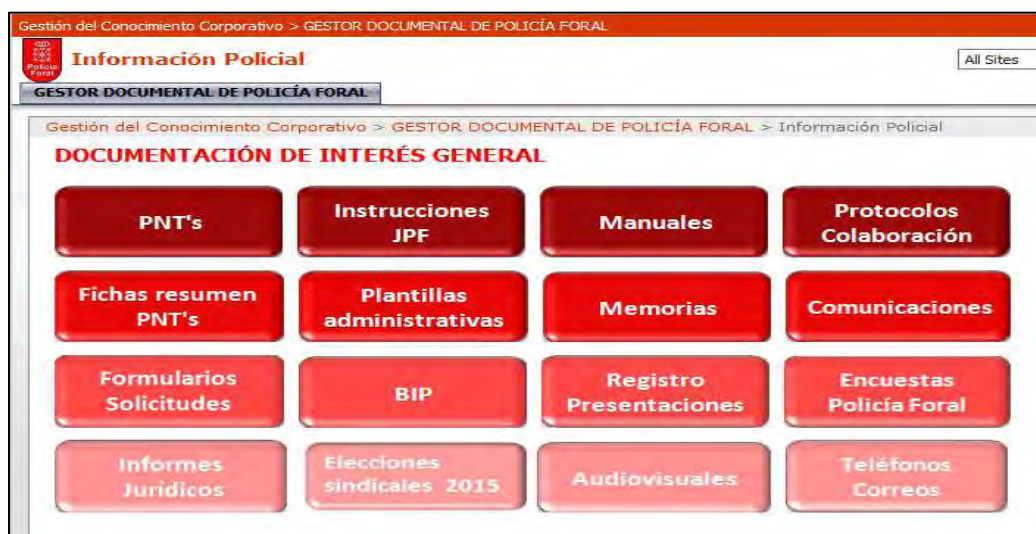 Gestión del Conocimiento Corporativo > GESTOR DOCUMENTAL DE POLICÍA FORAL
Policía
Foral
Información Policial
All Sites
GESTOR DOCUMENTAL DE POLICÍA FORAL
Gestión del Conocimiento Corporativo > GESTOR DOCUMENTAL DE POLICÍA FORAL > Información Policial
DOCUMENTACIÓN DE INTERÉS GENERAL
PNT's
Instrucciones
JPF
Manuales
Protocolos
Colaboración
Fichas resumen
PNT's
Plantillas
administrativas
Memorias
Comunicaciones
Formularios
Solicitudes
BIP
Registro
Presentaciones
Encuestas
Policía Foral
Informes
Jurídicos
Elecciones
sindicales 2015
Audiovisuales
Teléfonos
Correos